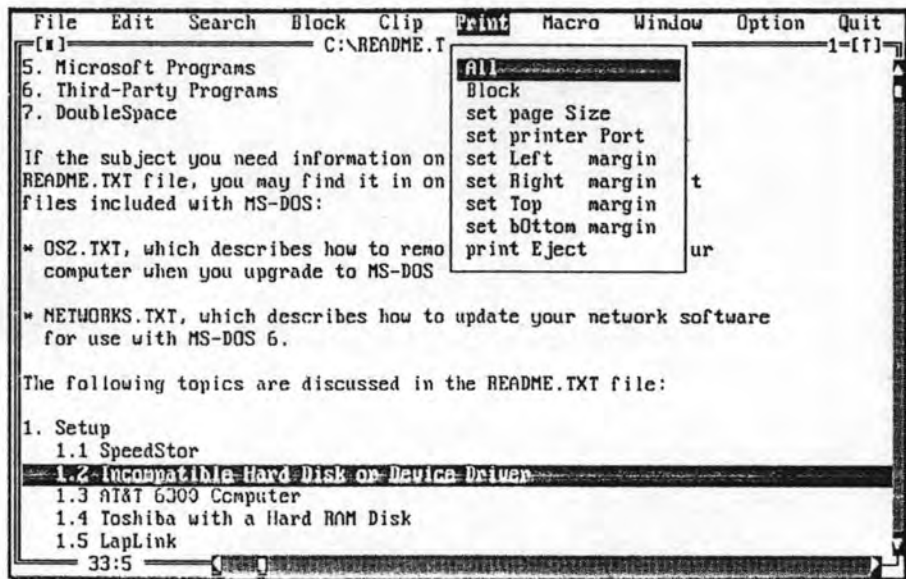 File Edit Search Block Clip Print Macro Window Option Quit
[■] C:\README.T 1=[↑]
All
Block
set page Size
set printer Port
set Left margin
set Right margin
set Top margin
set bOttom margin
print Eject
5. Microsoft Programs
6. Third-Party Programs
7. DoubleSpace
If the subject you need information on
README.TXT file, you may find it in on t
files included with MS-DOS:
* OS2.TXT, which describes how to remo ur
computer when you upgrade to MS-DOS
* NETWORKS.TXT, which describes how to update your network software
for use with MS-DOS 6.
The following topics are discussed in the README.TXT file:
1. Setup
1.1 SpeedStor
1.2 Incompatible Hard Disk or Device Driver
1.3 AT&T 6300 Computer
1.4 Toshiba with a Hard RAM Disk
1.5 LapLink
33:5